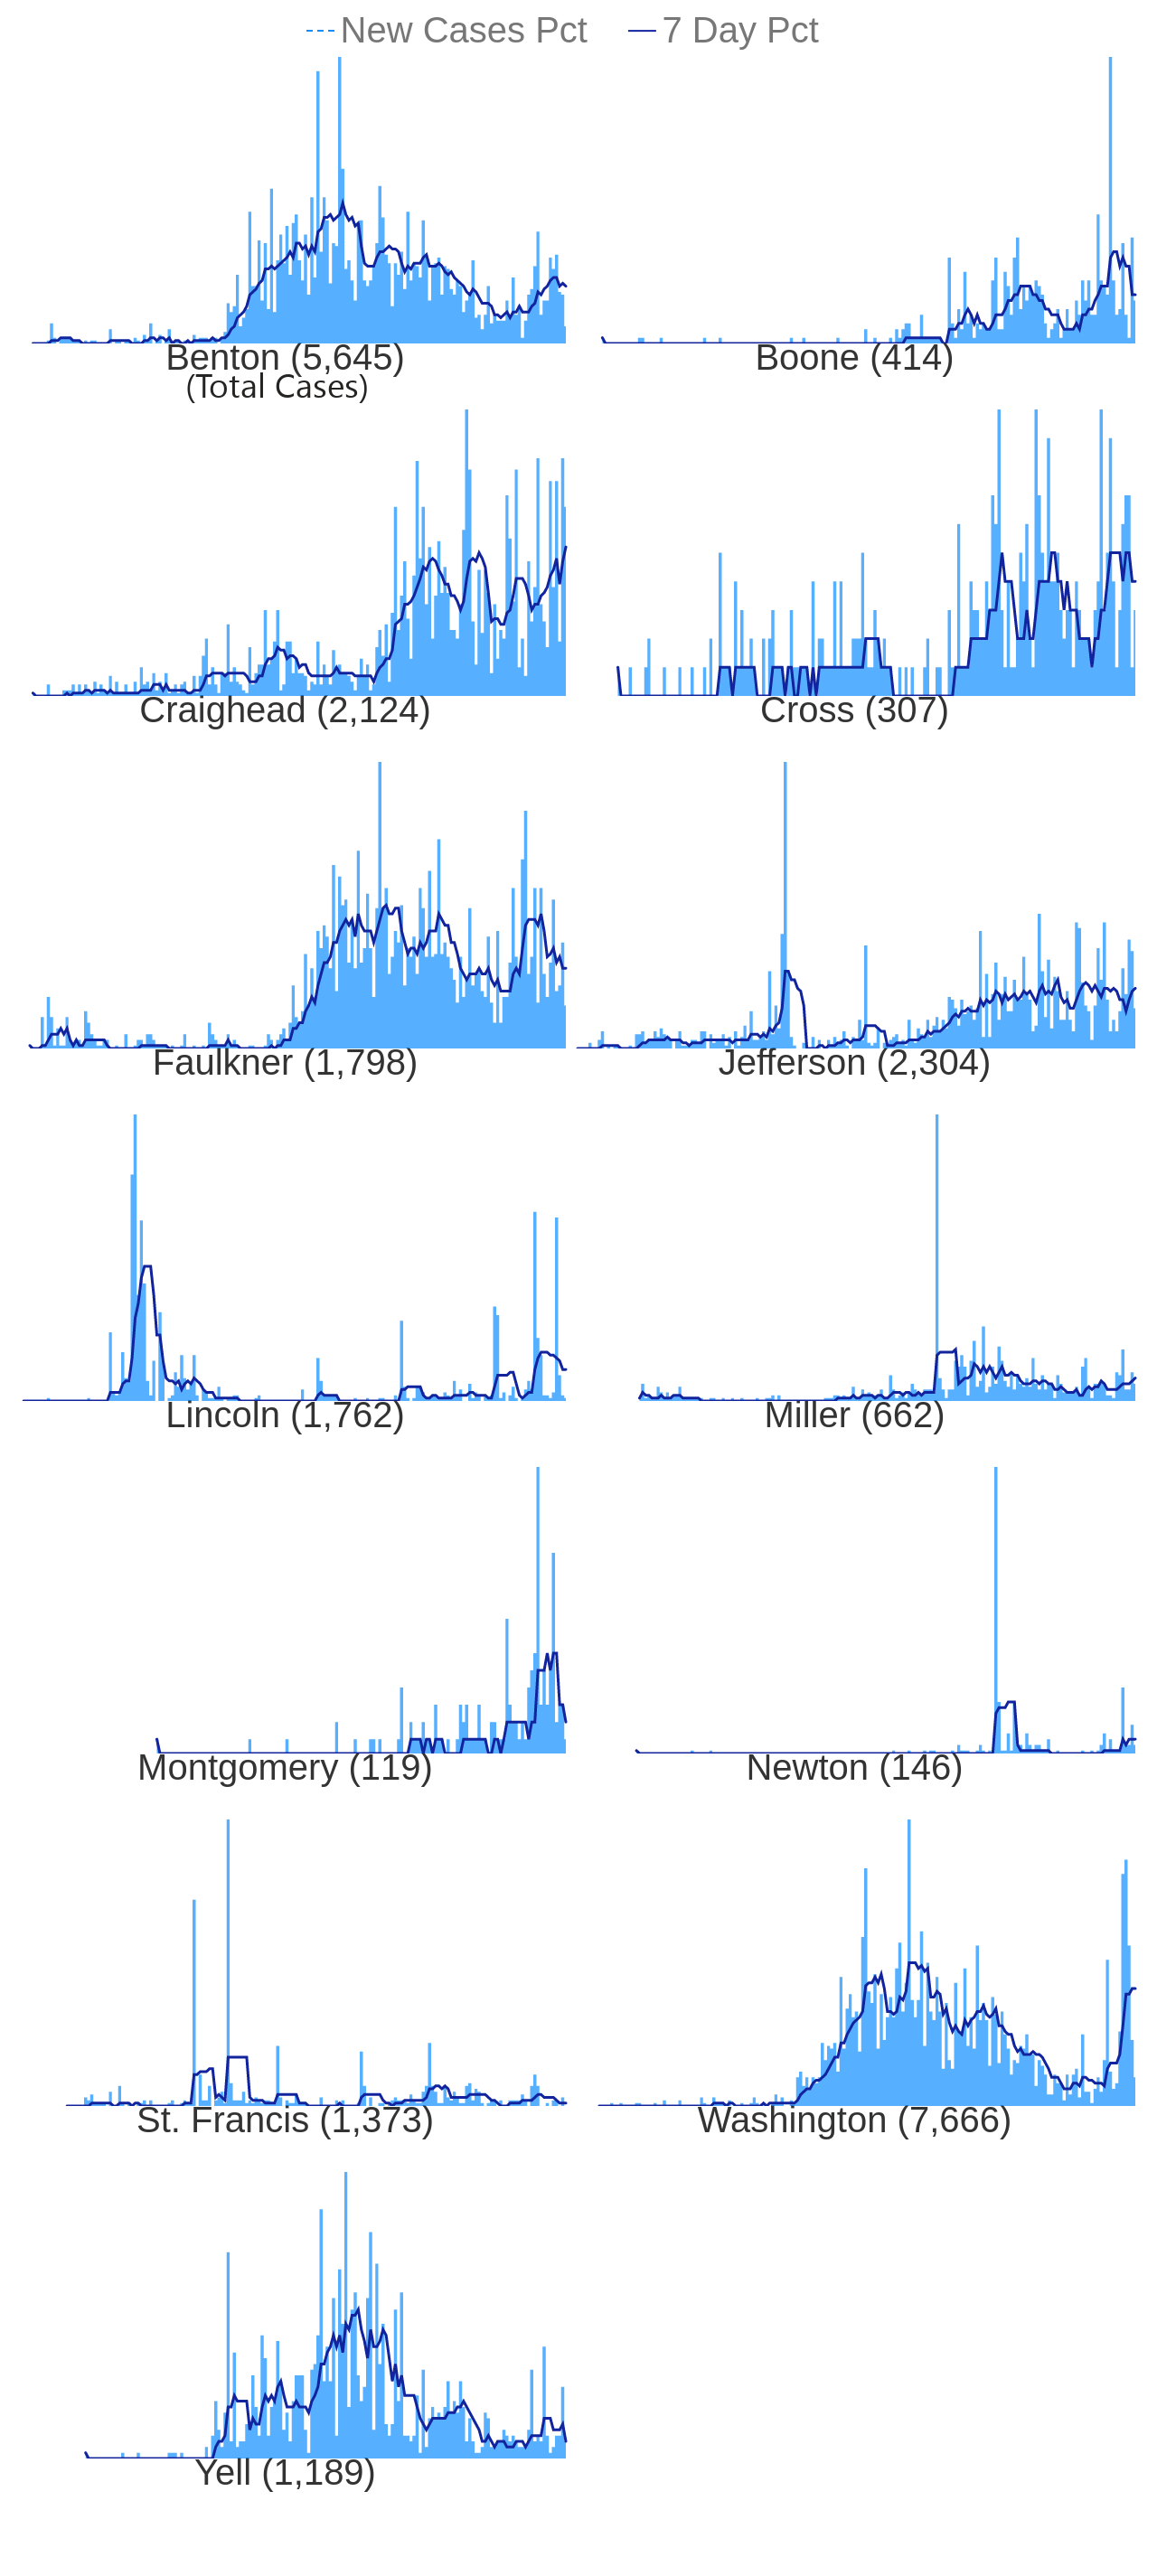 New Cases Pct 7 Day Pct
Benton (5,645) Boone (414)
(Total Cases)
Craighead (2,124) Cross (307)
Faulkner (1,798) Jefferson (2,304)
Lincoln (1,762) Miller (662)
Montgomery (119) Newton (146)
St. Francis (1,373) Washington (7,666)
Yell (1,189)